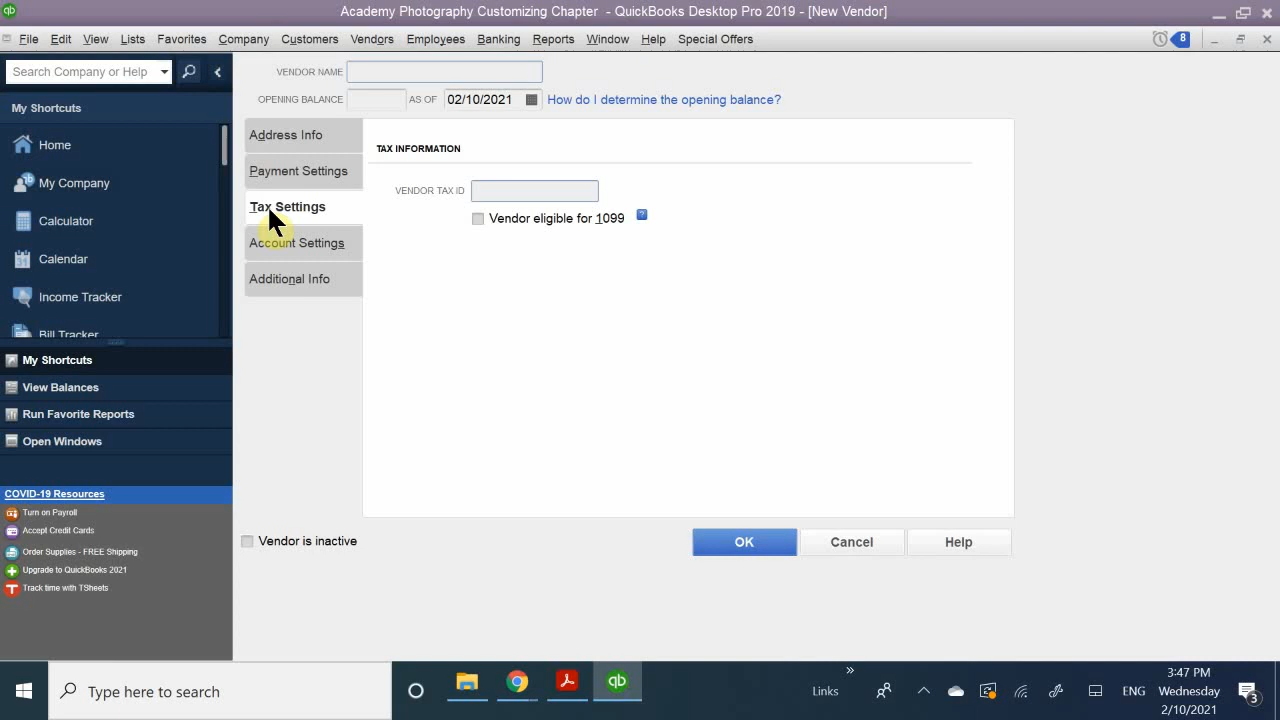 Academy Photography Customizing Chapter - QuickBooks Desktop Pro 2019 - [New Vendor]
File Edit View Lists Favorites Company Customers Vendors Employees Banking Reports Window Help Special Offers 8
Search Company or Help
VENDOR NAME
OPENING BALANCE AS OF 02/10/2021 How do I determine the opening balance?
My Shortcuts
Home
My Company
Calculator
Calendar
Income Tracker
Bill Tracker
My Shortcuts
View Balances
Run Favorite Reports
Open Windows
COVID-19 Resources
Turn on Payroll
Accept Credit Cards
Order Supplies - FREE Shipping
Upgrade to QuickBooks 2021
Track time with TSheets
Address Info
Payment Settings
Tax Settings
Account Settings
Additional Info
TAX INFORMATION
VENDOR TAX ID
Vendor eligible for 1099 ?
Vendor is inactive
OK Cancel Help
Type here to search
qb
Links
ENG
3:47 PM
Wednesday
2/10/2021
3